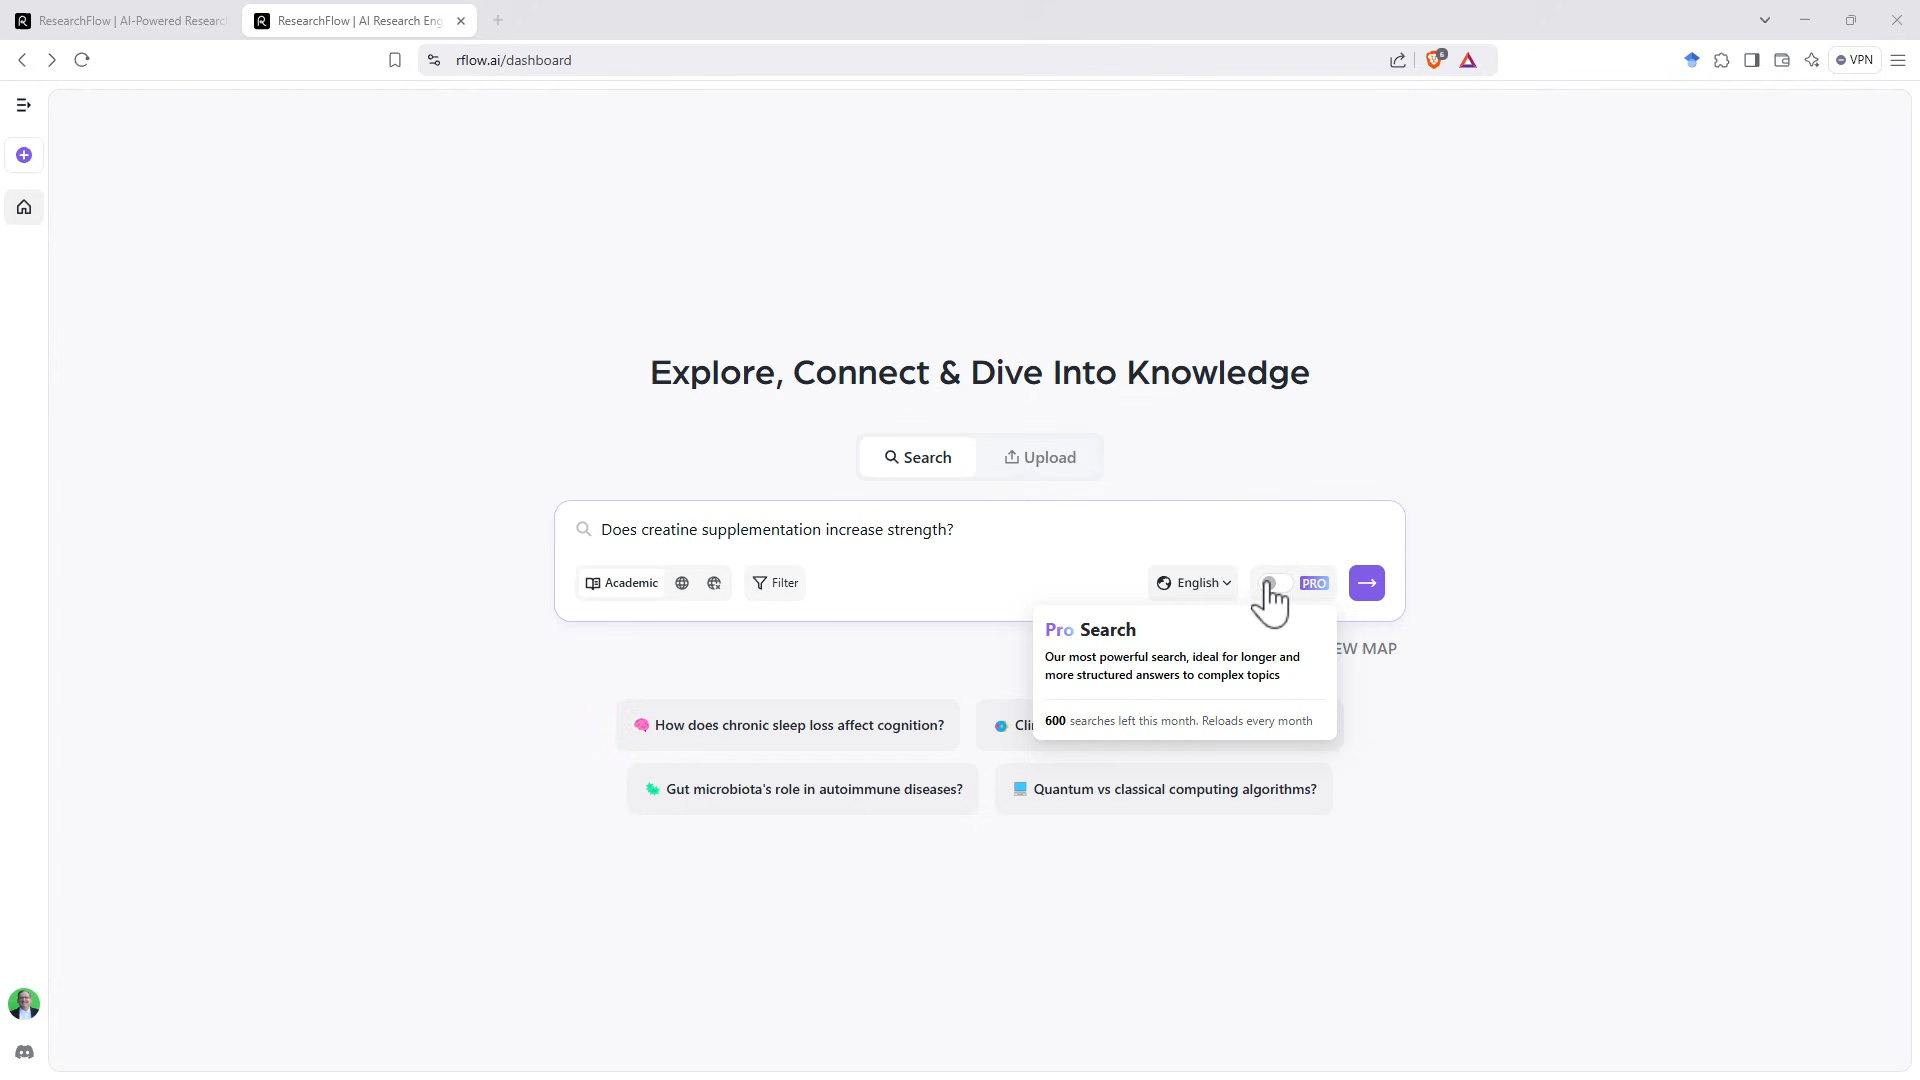 ResearchFlow | AI-Powered Researc
ResearchFlow | AI Research Eng
rflow.ai/dashboard
6
VPN
Explore, Connect & Dive Into Knowledge
Search
Upload
Does creatine supplementation increase strength?
Academic
Filter
English
PRO
Pro Search
Our most powerful search, ideal for longer and
more structured answers to complex topics
600 searches left this month. Reloads every month
EW MAP
🧠 How does chronic sleep loss affect cognition?
Cli
Gut microbiota's role in autoimmune diseases?
Quantum vs classical computing algorithms?